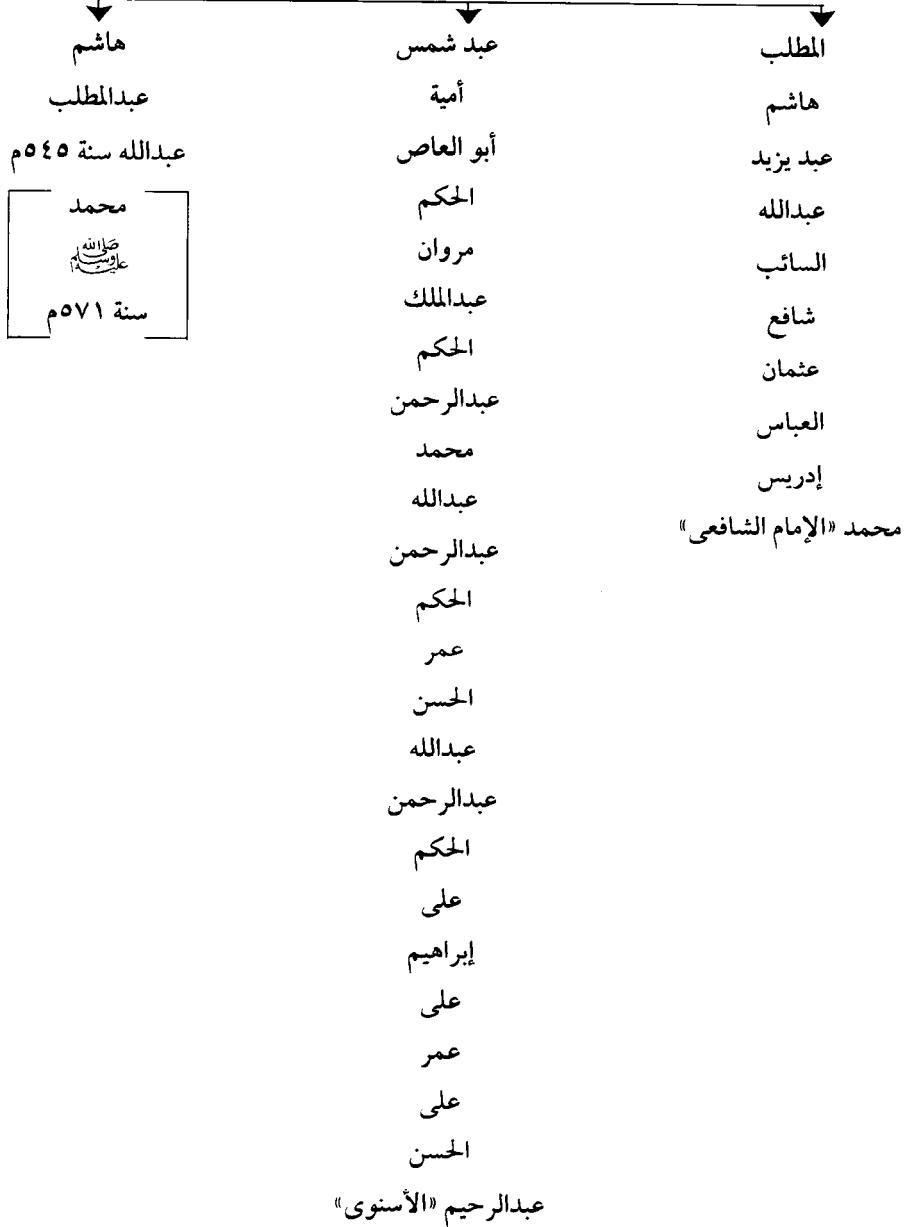 المطلب
هاشم
عبد يزيد
عبدالله
السائب
شافع
عثمان
العباس
إدريس
محمد «الإمام الشافعى»
عبد شمس
أمية
أبو العاص
الحكم
مروان
عبدالملك
الحكم
عبدالرحمن
محمد
عبدالله
عبدالرحمن
الحكم
عمر
الحسن
عبدالله
عبدالرحمن
الحكم
على
إبراهيم
على
عمر
على
الحسن
عبدالرحيم «الأسنوى»
هاشم
عبدالمطلب
عبدالله سنة ٥٤٥م
محمد
ﷺ
سنة ٥٧١م